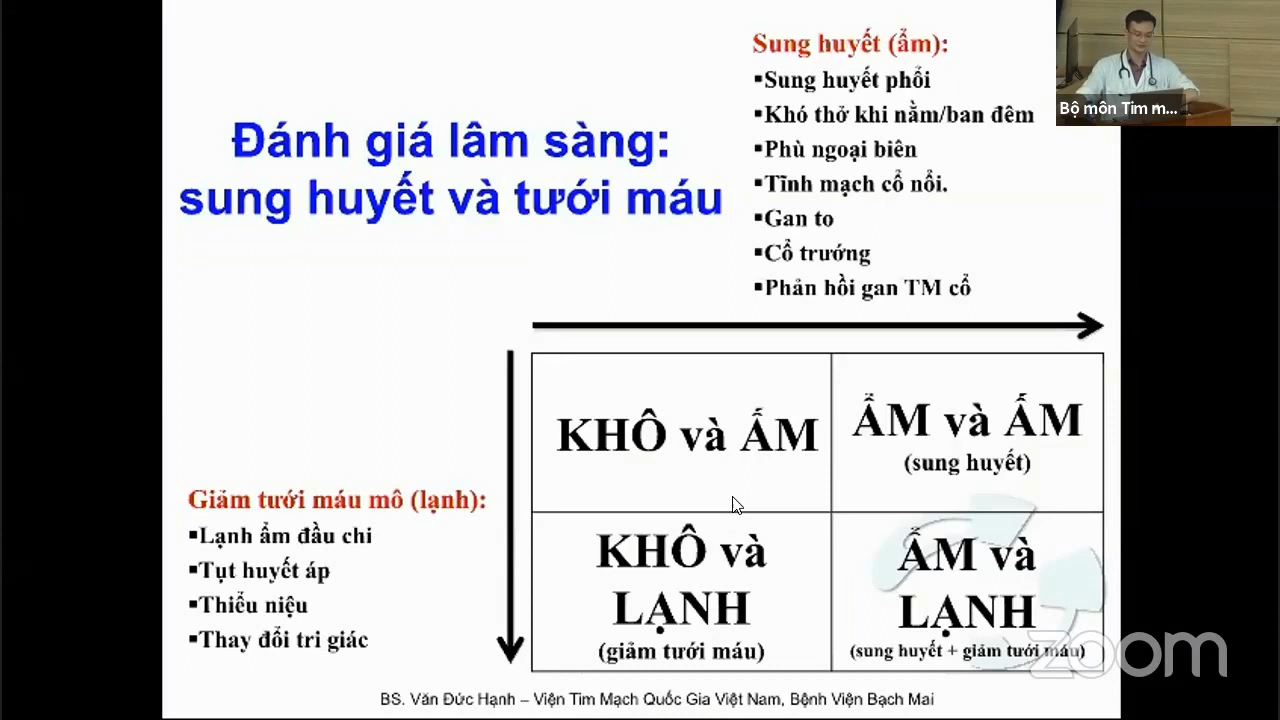 Đánh giá lâm sàng:
sung huyết và tưới máu
Sung huyết (ẩm):
▪Sung huyết phổi
▪Khó thở khi nằm/ban đêm
▪Phù ngoại biên
▪Tĩnh mạch cổ nổi.
▪Gan to
▪Cổ trướng
▪Phản hồi gan TM cổ
Bộ môn Tim m...
KHÔ và ẤM
ẨM và ẤM
(sung huyết)
Giảm tưới máu mô (lạnh):
▪Lạnh ẩm đầu chi
▪Tụt huyết áp
▪Thiểu niệu
▪Thay đổi tri giác
KHÔ và
LẠNH
(giảm tưới máu)
ẨM và
LẠNH
(sung huyết + giảm tưới máu)
zoom
BS. Văn Đức Hạnh – Viện Tim Mạch Quốc Gia Việt Nam, Bệnh Viện Bạch Mai